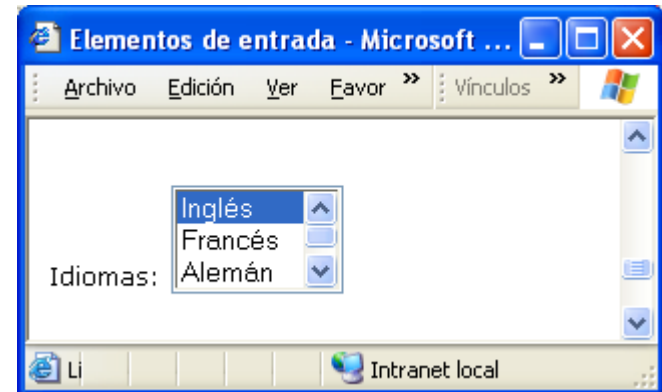 Elementos de entrada - Microsoft ...
Archivo Edición Ver Favor » Vínculos »
Inglés
Francés
Idiomas: Alemán
Li Intranet local